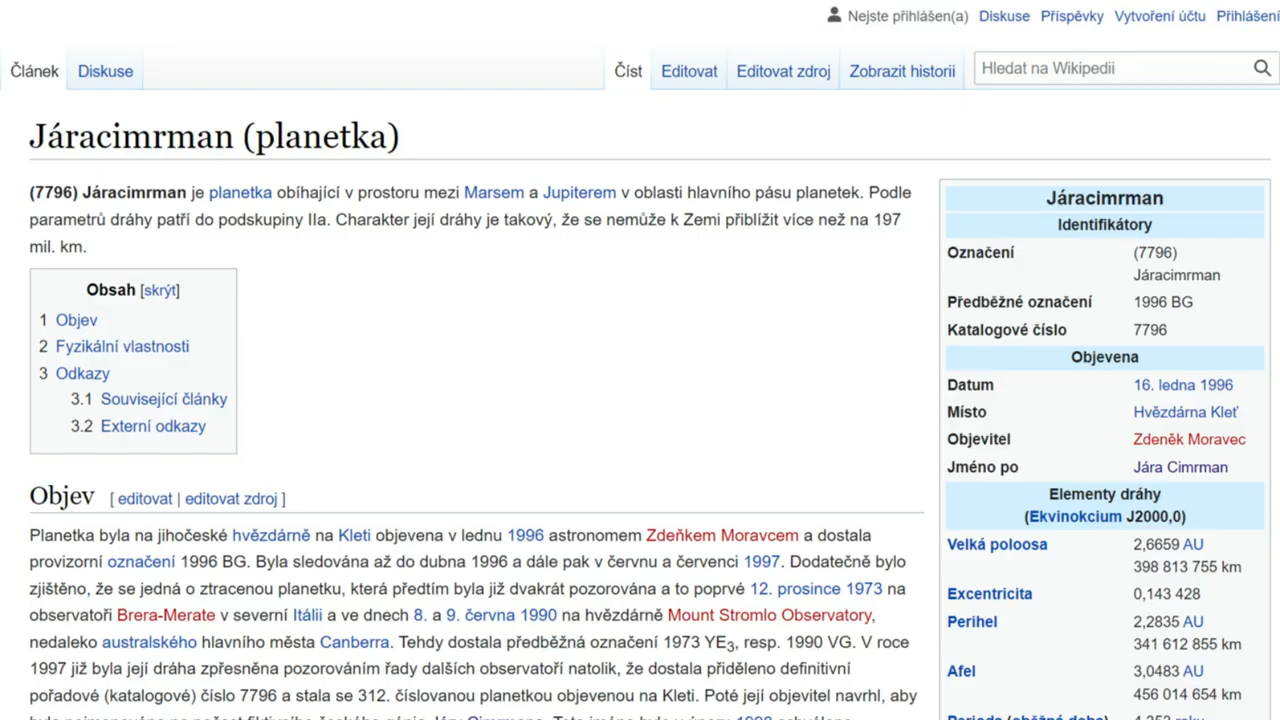 Nejste přihlášen(a) Diskuse Příspěvky Vytvoření účtu Přihlášení
Článek Diskuse Číst Editovat Editovat zdroj Zobrazit historii Hledat na Wikipedii
Járacimrman (planetka)
(7796) Járacimrman je planetka obíhající v prostoru mezi Marsem a Jupiterem v oblasti hlavního pásu planetek. Podle
parametrů dráhy patří do podskupiny IIa. Charakter její dráhy je takový, že se nemůže k Zemi přiblížit více než na 197
mil. km.
Obsah [skrýt]
1 Objev
2 Fyzikální vlastnosti
3 Odkazy
3.1 Související články
3.2 Externí odkazy
Objev [ editovat | editovat zdroj ]
Planetka byla na jihočeské hvězdárně na Kleti objevena v lednu 1996 astronomem Zdeňkem Moravcem a dostala
provizorní označení 1996 BG. Byla sledována až do dubna 1996 a dále pak v červnu a červenci 1997. Dodatečně bylo
zjištěno, že se jedná o ztracenou planetku, která předtím byla již dvakrát pozorována a to poprvé 12. prosince 1973 na
observatoři Brera-Merate v severní Itálii a ve dnech 8. a 9. června 1990 na hvězdárně Mount Stromlo Observatory,
nedaleko australského hlavního města Canberra. Tehdy dostala předběžná označení 1973 YE3, resp. 1990 VG. V roce
1997 již byla její dráha zpřesněna pozorováním řady dalších observatoří natolik, že dostala přiděleno definitivní
pořadové (katalogové) číslo 7796 a stala se 312. číslovanou planetkou objevenou na Kleti. Poté její objevitel navrhl, aby
Járacimrman
Identifikátory
Označení (7796)
Járacimrman
Předběžné označení 1996 BG
Katalogové číslo 7796
Objevena
Datum 16. ledna 1996
Místo Hvězdárna Kleť
Objevitel Zdeněk Moravec
Jméno po Jára Cimrman
Elementy dráhy
(Ekvinokcium J2000,0)
Velká poloosa 2,6659 AU
398 813 755 km
Excentricita 0,143 428
Perihel 2,2835 AU
341 612 855 km
Afel 3,0483 AU
456 014 654 km